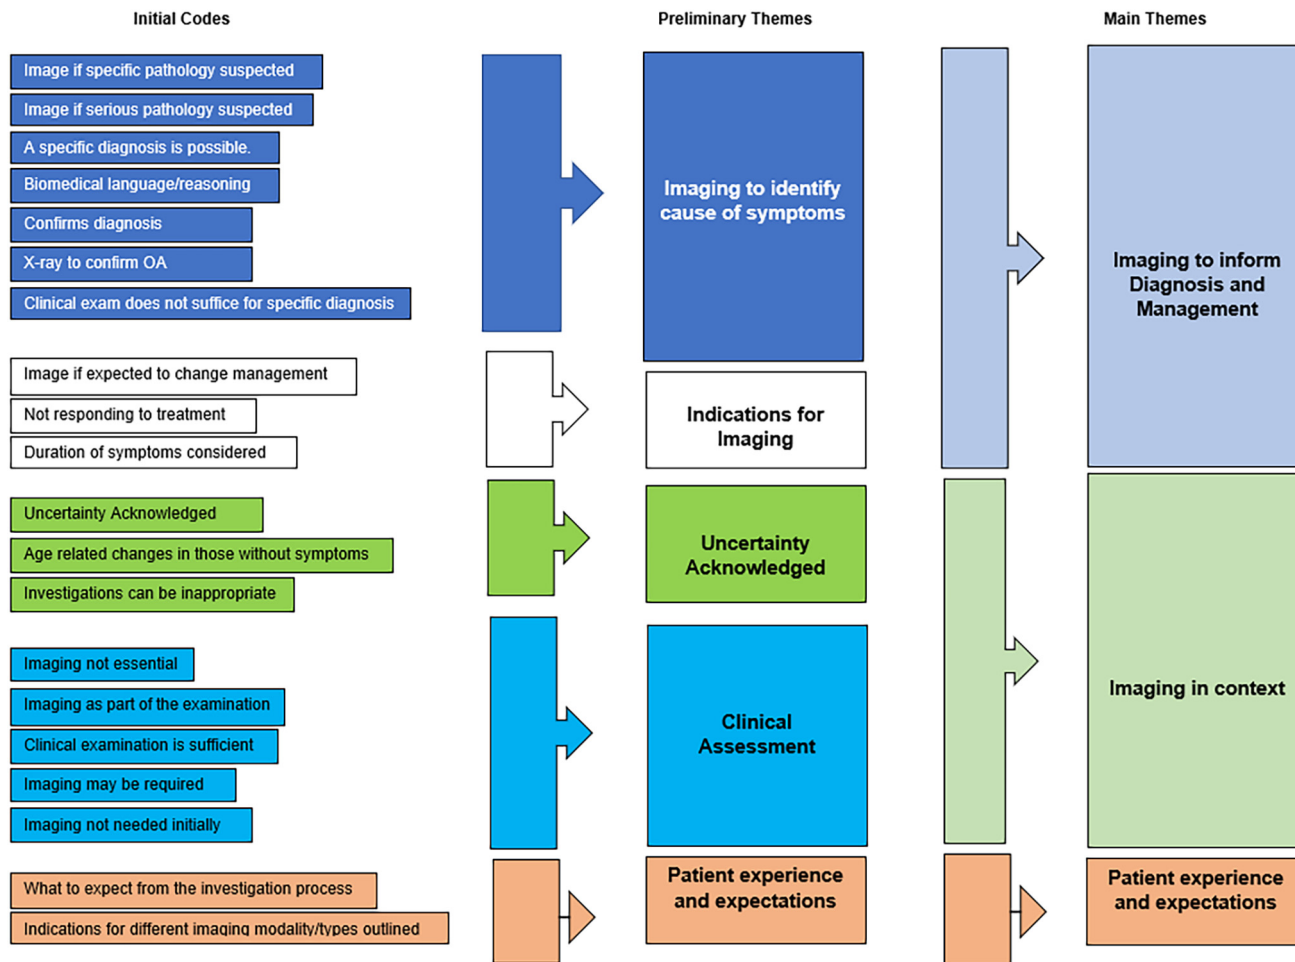 Initial Codes
Preliminary Themes
Main Themes
Image if specific pathology suspected
Image if serious pathology suspected
A specific diagnosis is possible.
Biomedical language/reasoning
Confirms diagnosis
X-ray to confirm OA
Clinical exam does not suffice for specific diagnosis
Imaging to identify
cause of symptoms
Imaging to inform
Diagnosis and
Management
Image if expected to change management
Not responding to treatment
Duration of symptoms considered
Indications for
Imaging
Uncertainty Acknowledged
Age related changes in those without symptoms
Investigations can be inappropriate
Uncertainty
Acknowledged
Imaging not essential
Imaging as part of the examination
Clinical examination is sufficient
Imaging may be required
Imaging not needed initially
Clinical
Assessment
Imaging in context
What to expect from the investigation process
Indications for different imaging modality/types outlined
Patient experience
and expectations
Patient experience
and expectations